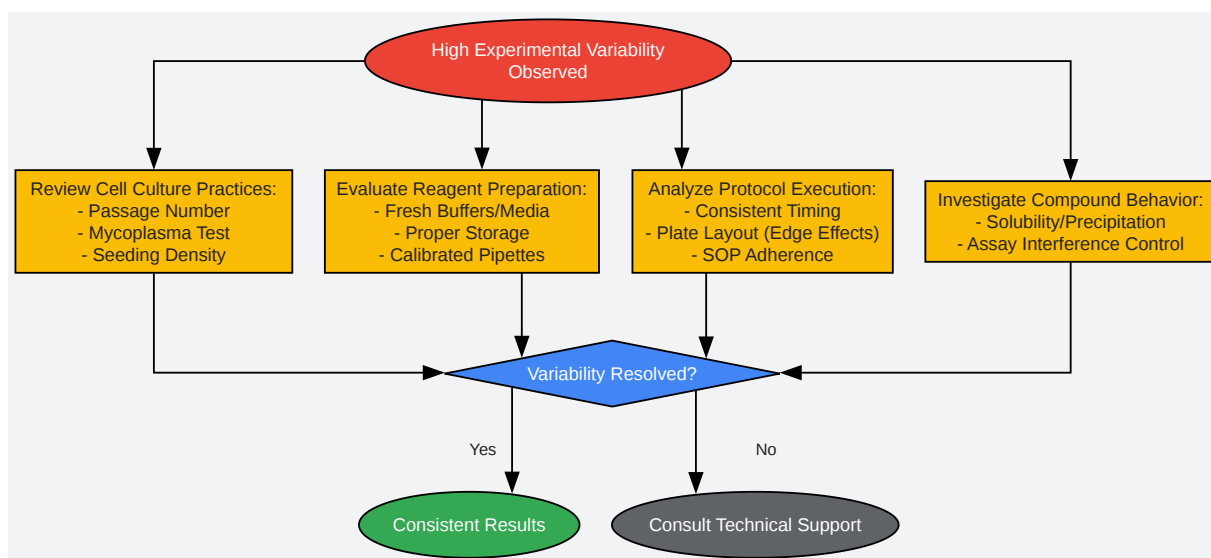 High Experimental Variability
Observed
Review Cell Culture Practices:
- Passage Number
- Mycoplasma Test
- Seeding Density
Evaluate Reagent Preparation:
- Fresh Buffers/Media
- Proper Storage
- Calibrated Pipettes
Analyze Protocol Execution:
- Consistent Timing
- Plate Layout (Edge Effects)
- SOP Adherence
Investigate Compound Behavior:
- Solubility/Precipitation
- Assay Interference Control
Variability Resolved?
Yes
No
Consistent Results
Consult Technical Support